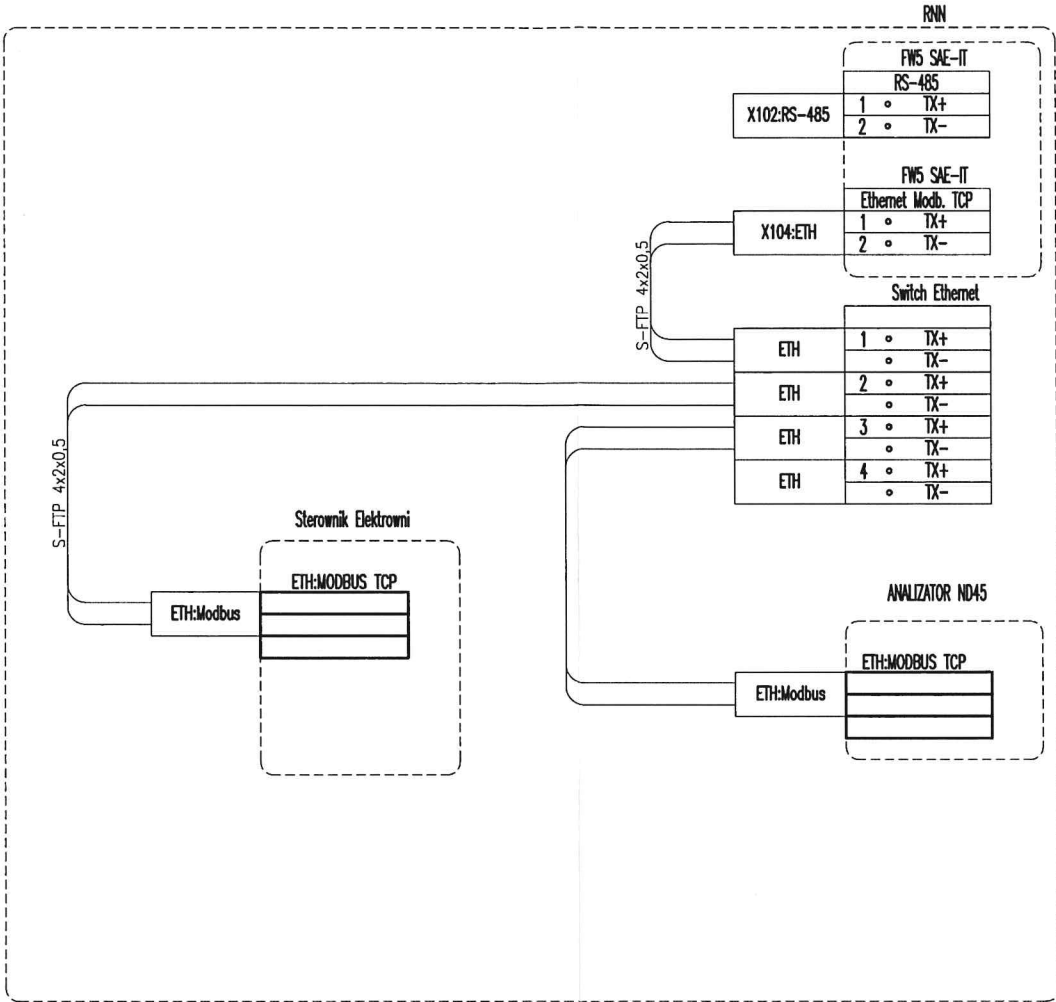 RNN
FW5 SAE-IT
RS-485
X102:RS-485
1 TX+
2 TX-
FW5 SAE-IT
Ethernet Modb. TCP
X104:ETH
1 TX+
2 TX-
S-FTP 4x2x0,5
Switch Ethernet
ETH
1 TX+
TX-
ETH
2 TX+
TX-
ETH
3 TX+
TX-
ETH
4 TX+
TX-
S-FTP 4x2x0,5
Sterownik Elektrowni
ETH:MODBUS TCP
ETH:Modbus
ANALIZATOR ND45
ETH:MODBUS TCP
ETH:Modbus